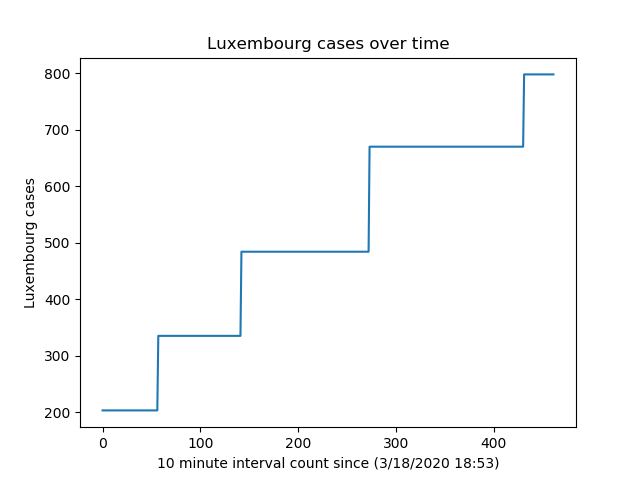 Luxembourg cases over time
800
700
600
500
400
300
200
Luxembourg cases
0 100 200 300 400
10 minute interval count since (3/18/2020 18:53)